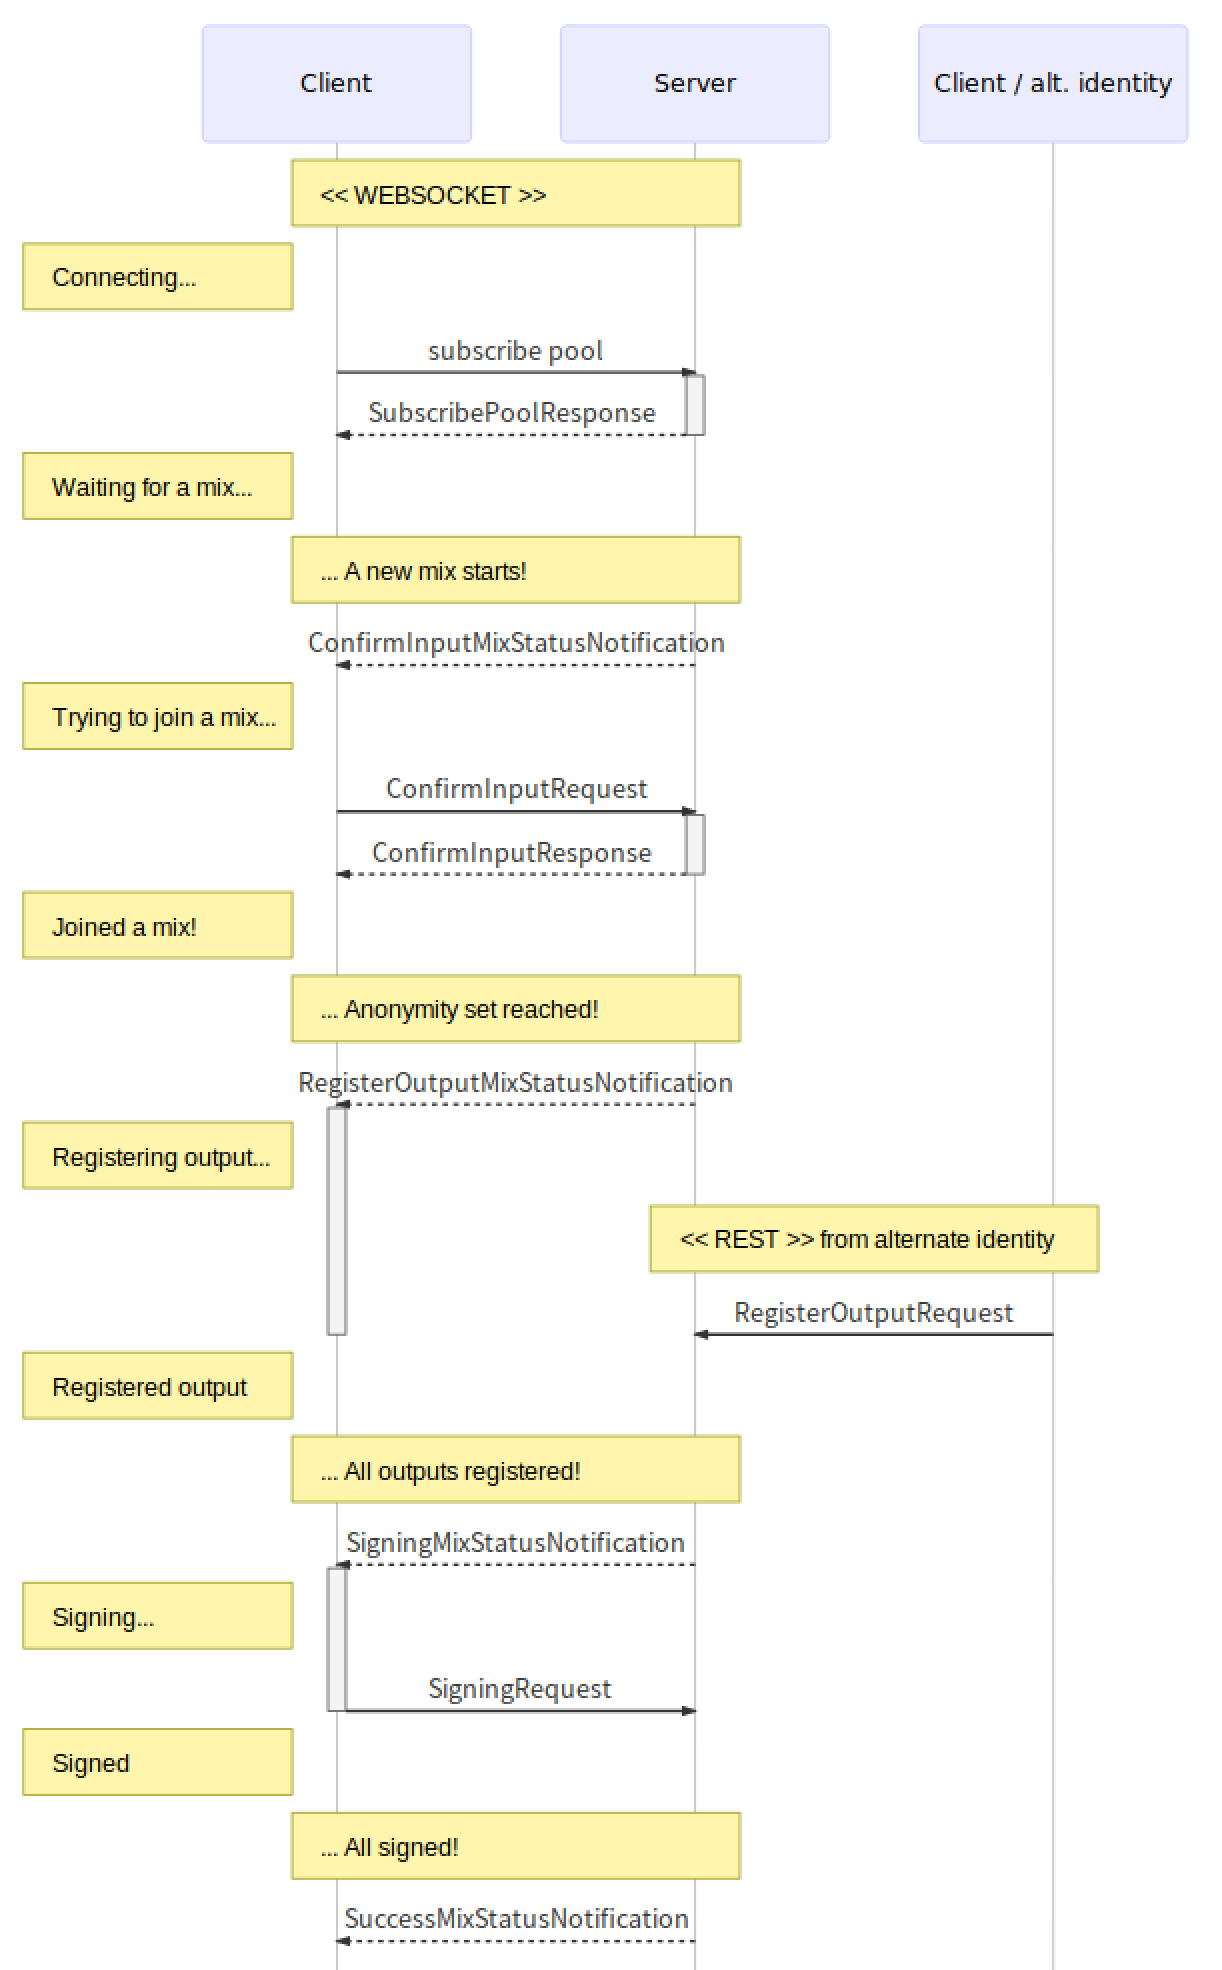 Client
Server
Client / alt. identity
<< WEBSOCKET >>
Connecting...
subscribe pool
SubscribePoolResponse
Waiting for a mix...
... A new mix starts!
ConfirmInputMixStatusNotification
Trying to join a mix...
ConfirmInputRequest
ConfirmInputResponse
Joined a mix!
... Anonymity set reached!
RegisterOutputMixStatusNotification
Registering output...
<< REST >> from alternate identity
RegisterOutputRequest
Registered output
... All outputs registered!
SigningMixStatusNotification
Signing...
SigningRequest
Signed
... All signed!
SuccessMixStatusNotification